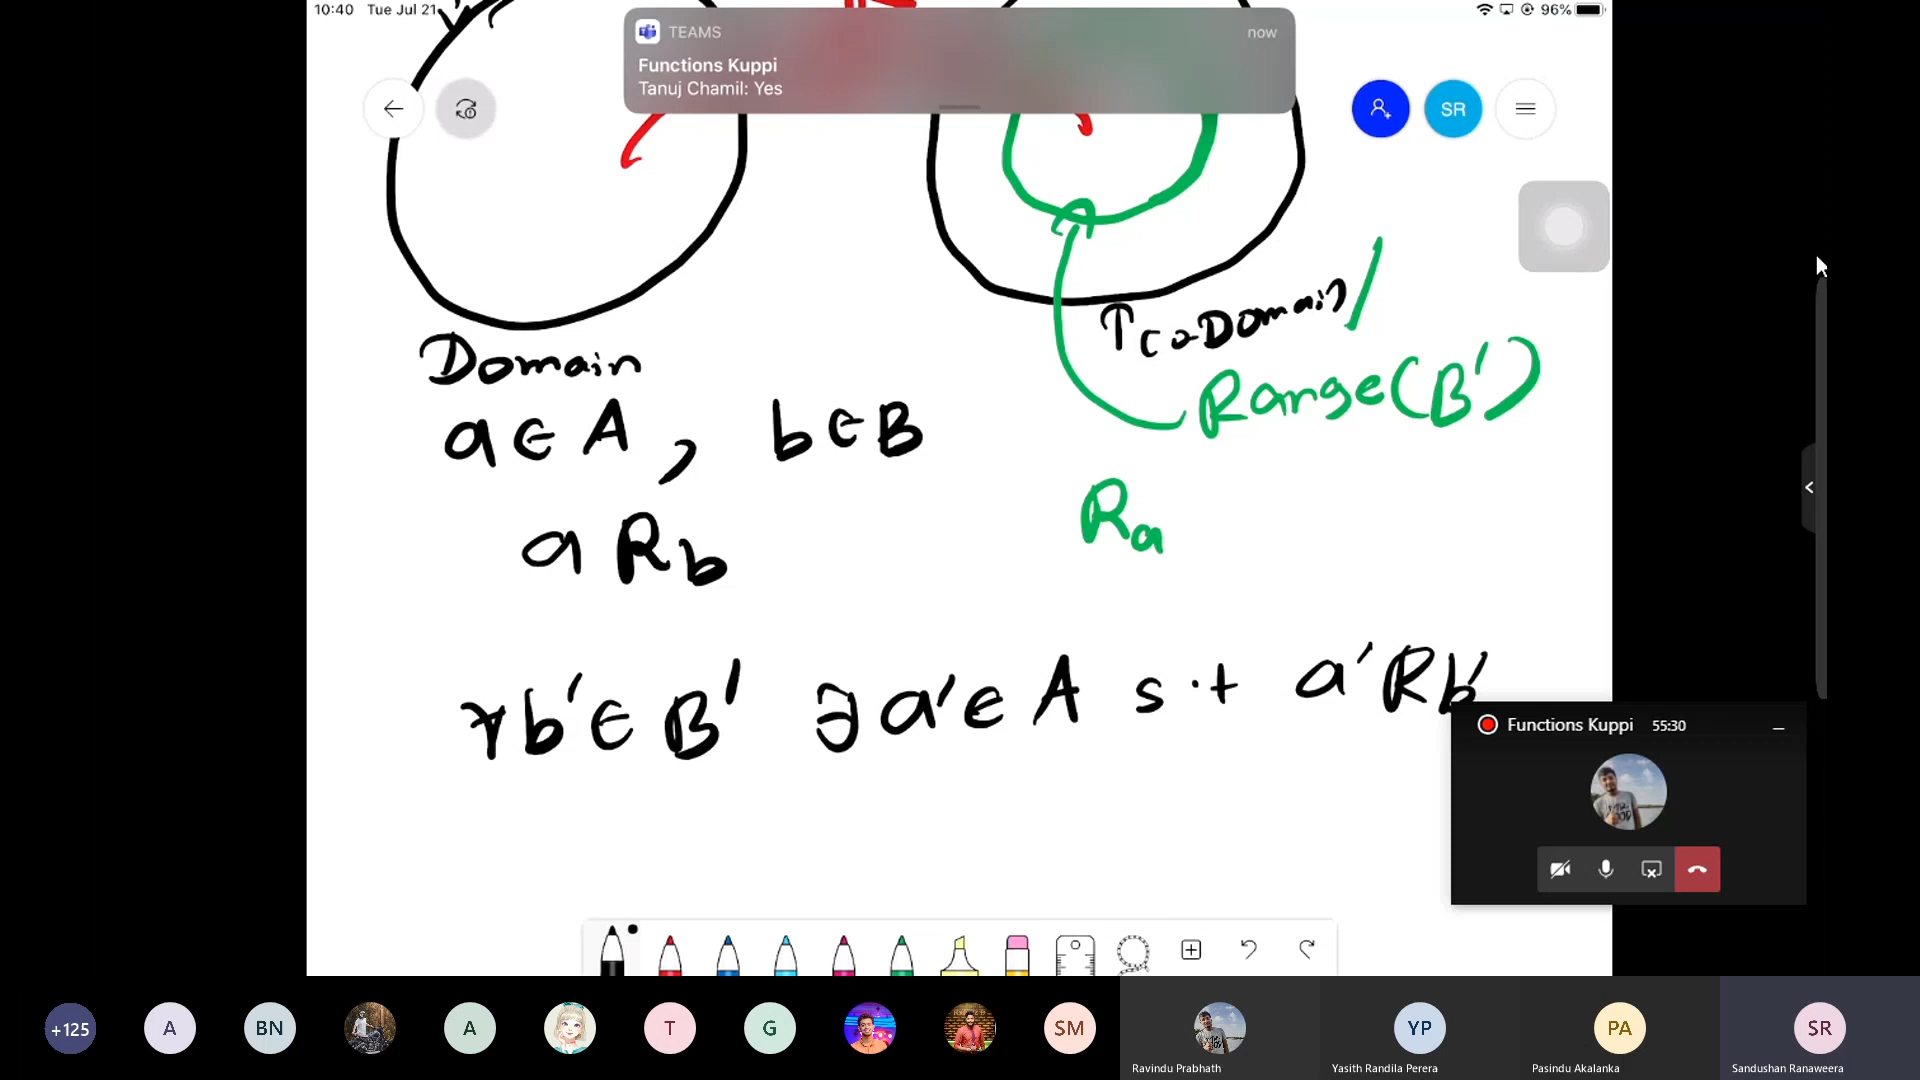 10:40 Tue Jul 21
96%
TEAMS
now
Functions Kuppi
Tanuj Chamil: Yes
SR
↑Co-Domain/
Domain
Range(B')
a ∈ A , b ∈ B
Ra
a R b
∀ b' ∈ B' ∃ a' ∈ A s.t a' R b'
Functions Kuppi 55:30
+125
A
BN
A
T
G
SM
YP
PA
SR
Ravindu Prabhath
Yasith Randila Perera
Pasindu Akalanka
Sandushan Ranaweera